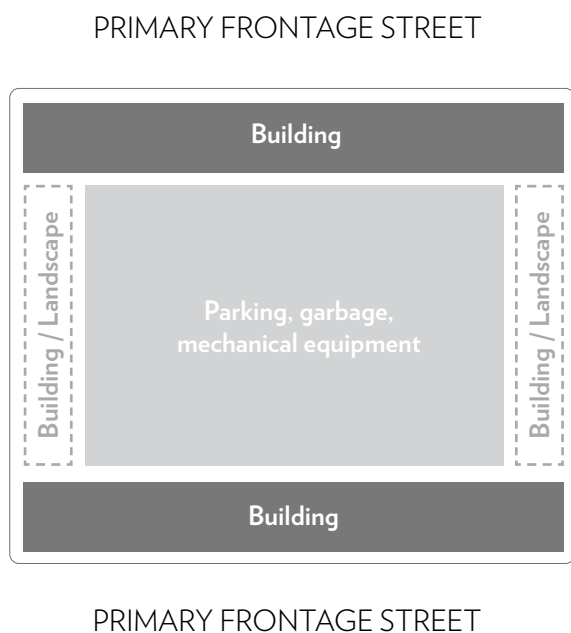 PRIMARY FRONTAGE STREET
Building
Building / Landscape
Parking, garbage,
mechanical equipment
Building / Landscape
Building
PRIMARY FRONTAGE STREET